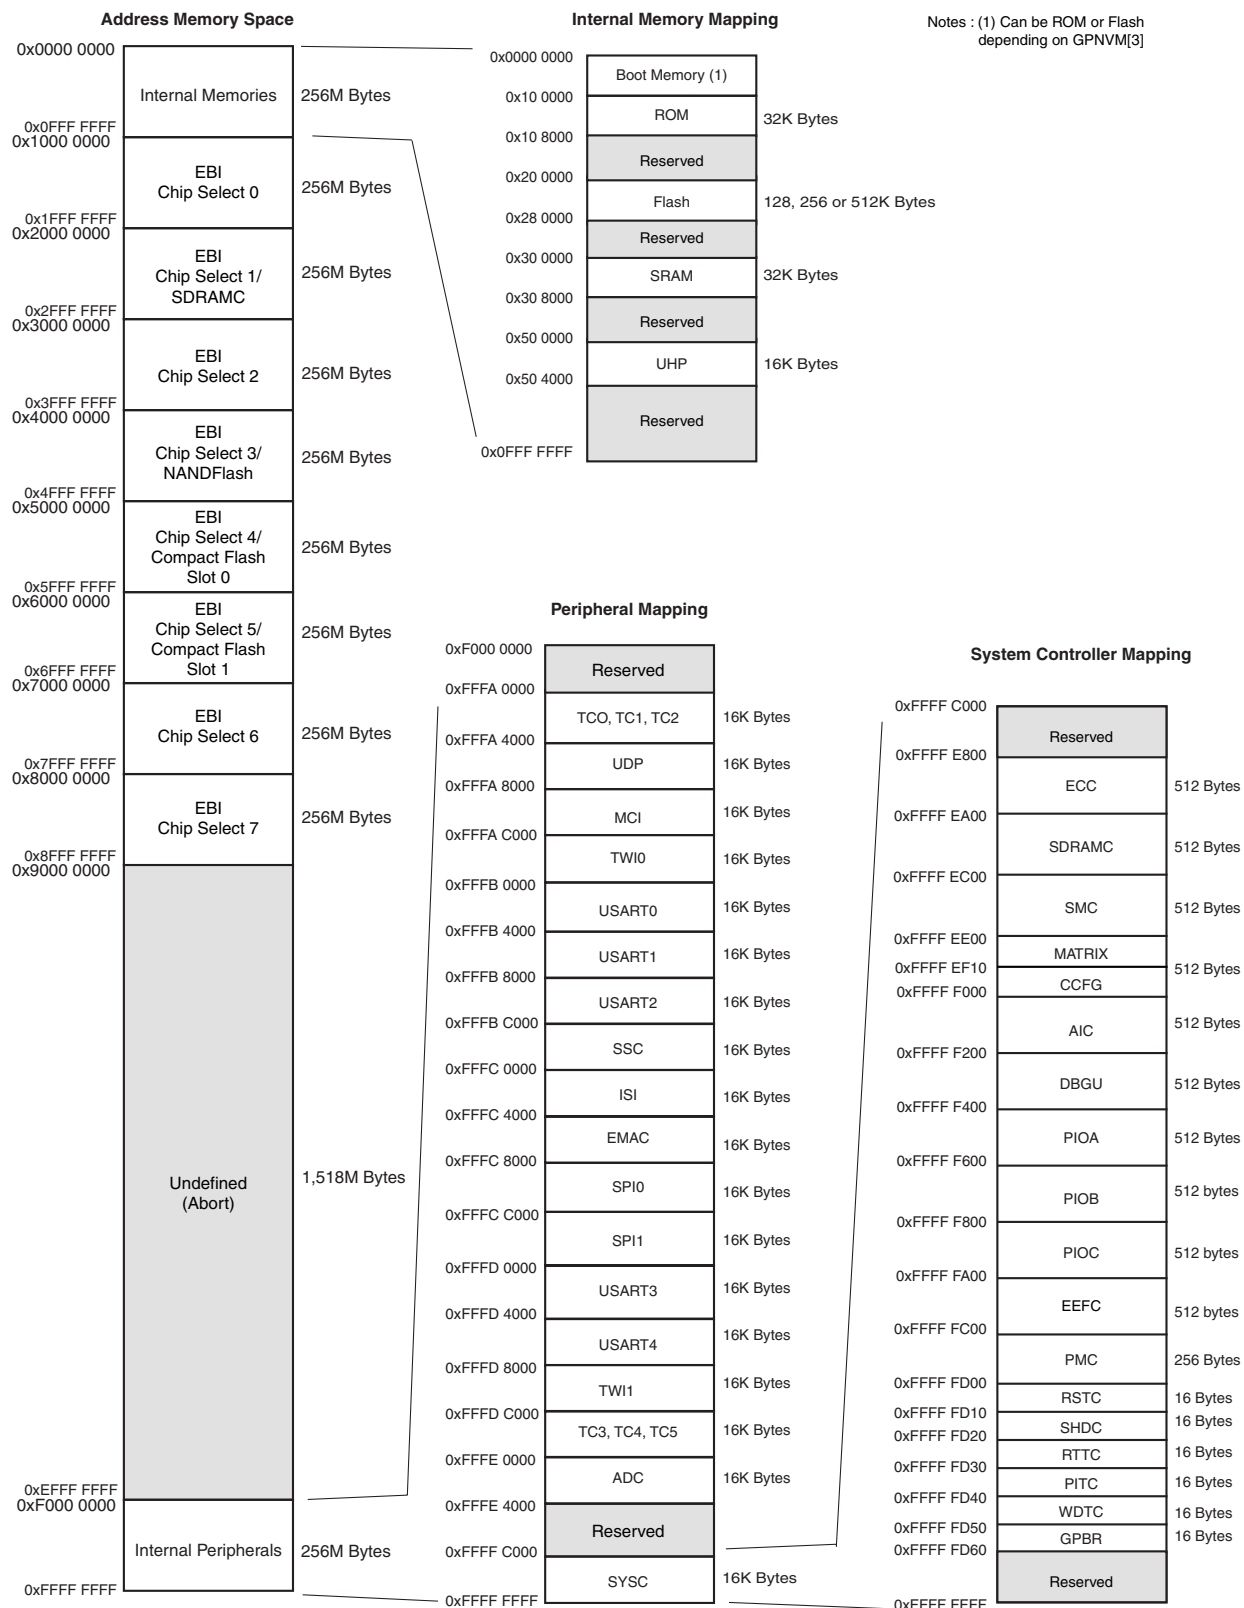 Address Memory Space
0x0000 0000
Internal Memories
256M Bytes
0x0FFF FFFF
0x1000 0000
EBI
Chip Select 0
256M Bytes
0x1FFF FFFF
0x2000 0000
EBI
Chip Select 1/
SDRAMC
256M Bytes
0x2FFF FFFF
0x3000 0000
EBI
Chip Select 2
256M Bytes
0x3FFF FFFF
0x4000 0000
EBI
Chip Select 3/
NANDFlash
256M Bytes
0x4FFF FFFF
0x5000 0000
EBI
Chip Select 4/
Compact Flash
Slot 0
256M Bytes
0x5FFF FFFF
0x6000 0000
EBI
Chip Select 5/
Compact Flash
Slot 1
256M Bytes
0x6FFF FFFF
0x7000 0000
EBI
Chip Select 6
256M Bytes
0x7FFF FFFF
0x8000 0000
EBI
Chip Select 7
256M Bytes
0x8FFF FFFF
0x9000 0000
Undefined
(Abort)
1,518M Bytes
0xEFFF FFFF
0xF000 0000
Internal Peripherals
256M Bytes
0xFFFF FFFF
Internal Memory Mapping
0x0000 0000
Boot Memory (1)
0x10 0000
ROM
32K Bytes
0x10 8000
Reserved
0x20 0000
Flash
128, 256 or 512K Bytes
0x28 0000
Reserved
0x30 0000
SRAM
32K Bytes
0x30 8000
Reserved
0x50 0000
UHP
16K Bytes
0x50 4000
Reserved
0x0FFF FFFF
Notes : (1) Can be ROM or Flash
depending on GPNVM[3]
Peripheral Mapping
0xF000 0000
Reserved
0xFFFA 0000
TCO, TC1, TC2
16K Bytes
0xFFFA 4000
UDP
16K Bytes
0xFFFA 8000
MCI
16K Bytes
0xFFFA C000
TWI0
16K Bytes
0xFFFB 0000
USART0
16K Bytes
0xFFFB 4000
USART1
16K Bytes
0xFFFB 8000
USART2
16K Bytes
0xFFFB C000
SSC
16K Bytes
0xFFFC 0000
ISI
16K Bytes
0xFFFC 4000
EMAC
16K Bytes
0xFFFC 8000
SPI0
16K Bytes
0xFFFC C000
SPI1
16K Bytes
0xFFFD 0000
USART3
16K Bytes
0xFFFD 4000
USART4
16K Bytes
0xFFFD 8000
TWI1
16K Bytes
0xFFFD C000
TC3, TC4, TC5
16K Bytes
0xFFFE 0000
ADC
16K Bytes
0xFFFE 4000
Reserved
0xFFFF C000
SYSC
16K Bytes
0xFFFF FFFF
System Controller Mapping
0xFFFF C000
Reserved
0xFFFF E800
ECC
512 Bytes
0xFFFF EA00
SDRAMC
512 Bytes
0xFFFF EC00
SMC
512 Bytes
0xFFFF EE00
MATRIX
0xFFFF EF10
512 Bytes
CCFG
0xFFFF F000
AIC
512 Bytes
0xFFFF F200
DBGU
512 Bytes
0xFFFF F400
PIOA
512 Bytes
0xFFFF F600
PIOB
512 bytes
0xFFFF F800
PIOC
512 bytes
0xFFFF FA00
EEFC
512 bytes
0xFFFF FC00
PMC
256 Bytes
0xFFFF FD00
RSTC
16 Bytes
0xFFFF FD10
SHDC
16 Bytes
0xFFFF FD20
RTTC
16 Bytes
0xFFFF FD30
PITC
16 Bytes
0xFFFF FD40
WDTC
16 Bytes
0xFFFF FD50
GPBR
16 Bytes
0xFFFF FD60
Reserved
0xFFFF FFFF